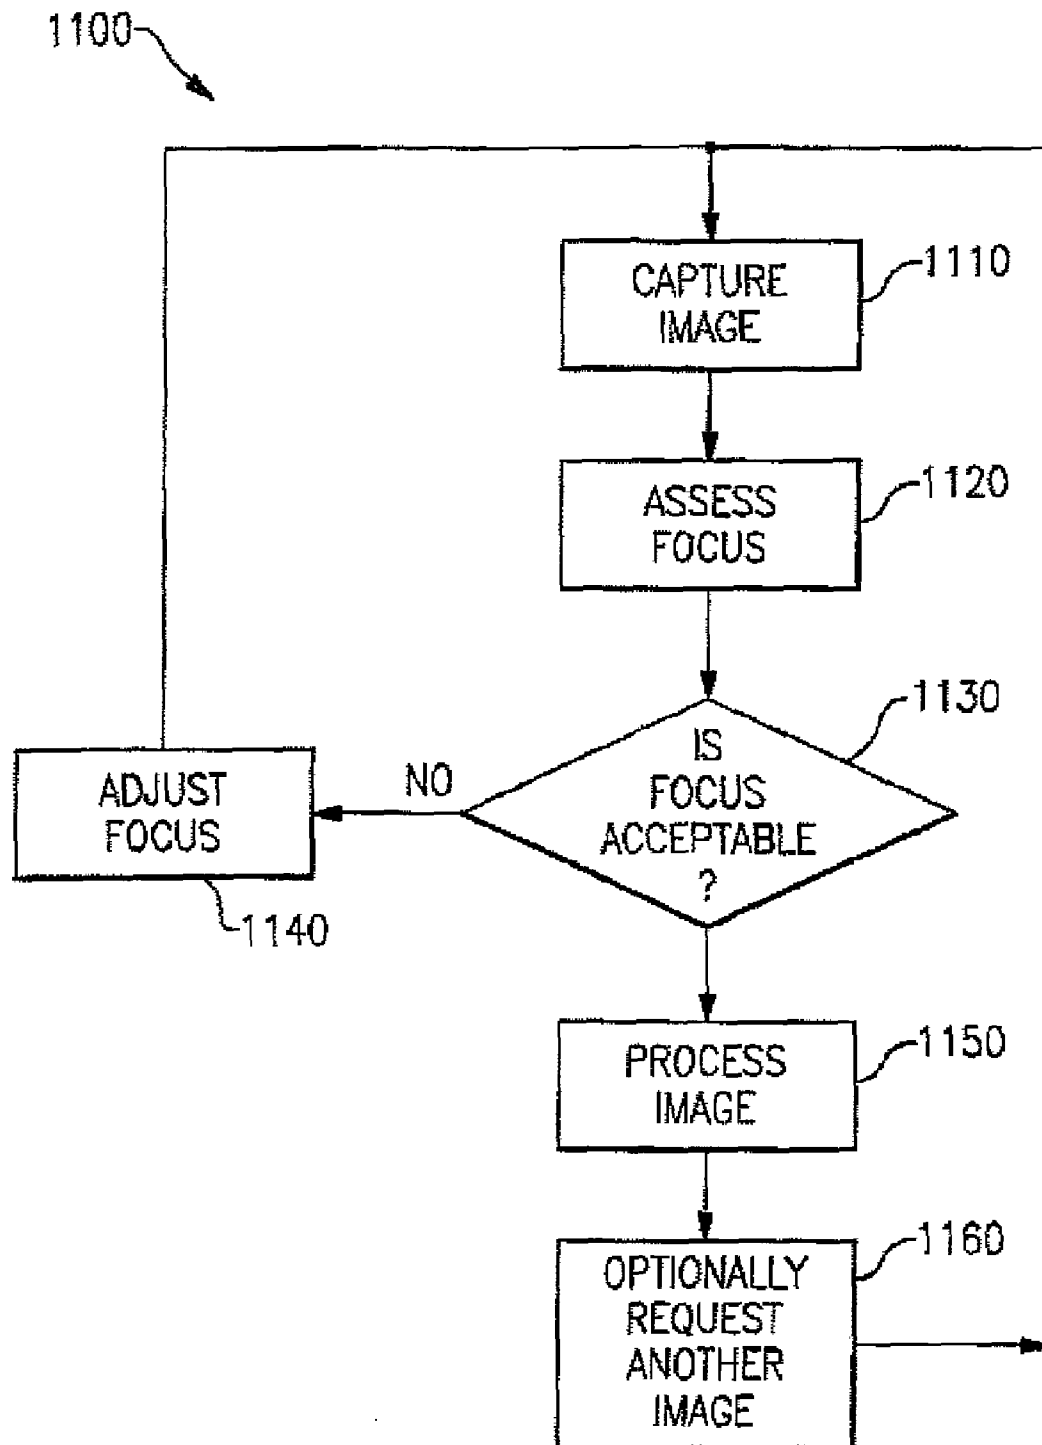 1100
CAPTURE
IMAGE
1110
ASSESS
FOCUS
1120
IS
FOCUS
ACCEPTABLE
?
1130
NO
ADJUST
FOCUS
1140
PROCESS
IMAGE
1150
OPTIONALLY
REQUEST
ANOTHER
IMAGE
1160